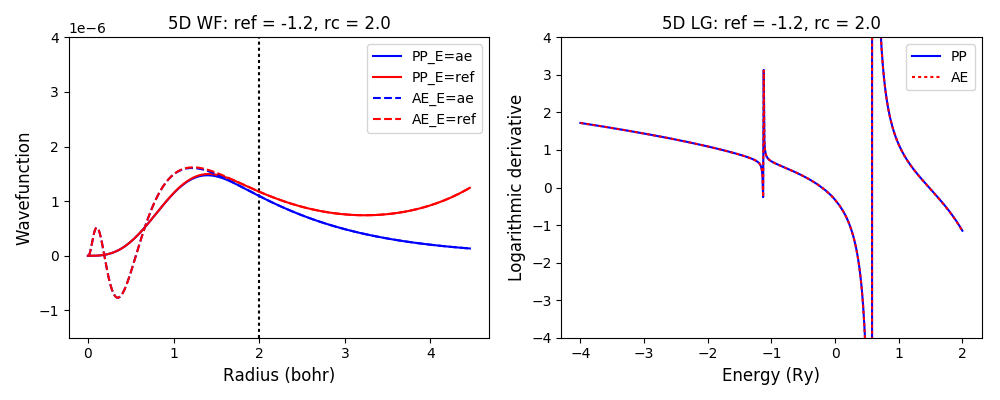 5D WF: ref = -1.2, rc = 2.0
1e−6
4
3
2
1
0
−1
Wavefunction
PP_E=ae
PP_E=ref
AE_E=ae
AE_E=ref
0 1 2 3 4
Radius (bohr)
5D LG: ref = -1.2, rc = 2.0
4
3
2
1
0
−1
−2
−3
−4
Logarithmic derivative
PP
AE
−4 −3 −2 −1 0 1 2
Energy (Ry)